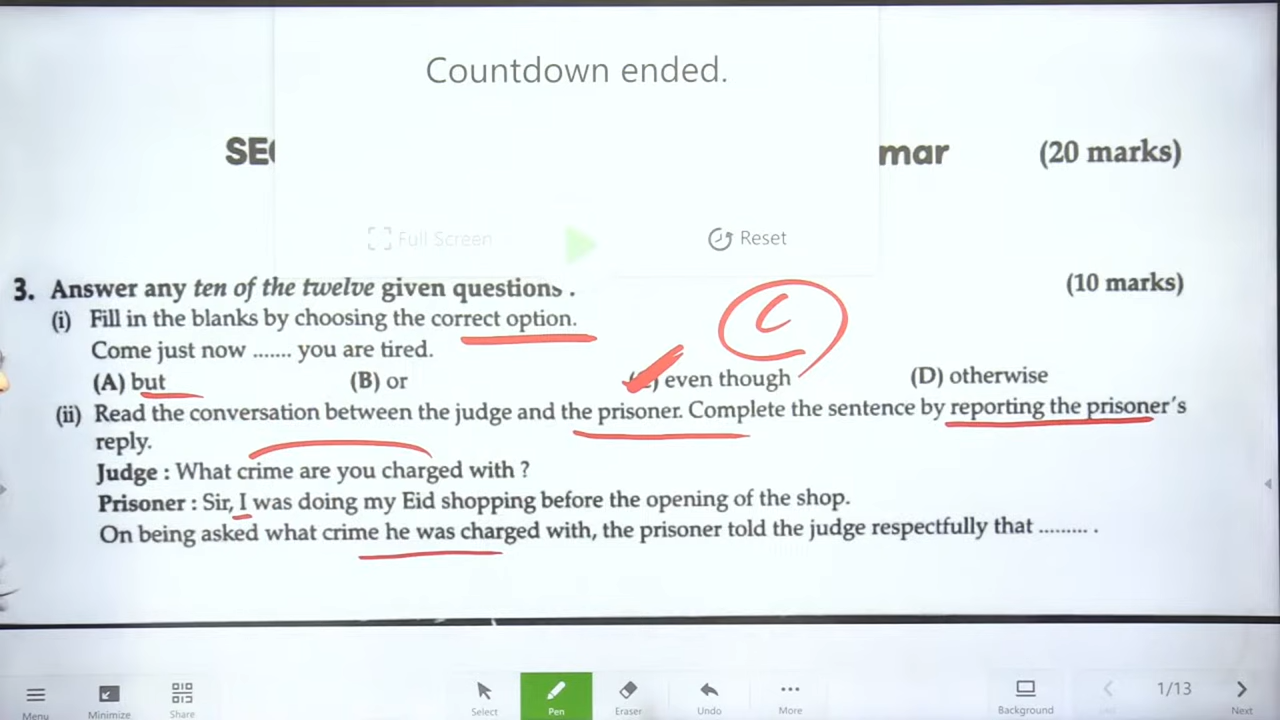 Countdown ended.
SE mar (20 marks)
Full Screen Reset
3. Answer any ten of the twelve given questions . (10 marks)
(i) Fill in the blanks by choosing the correct option.
Come just now ....... you are tired.
C
(A) but (B) or even though (D) otherwise
(ii) Read the conversation between the judge and the prisoner. Complete the sentence by reporting the prisoner's
reply.
Judge : What crime are you charged with ?
Prisoner : Sir, I was doing my Eid shopping before the opening of the shop.
On being asked what crime he was charged with, the prisoner told the judge respectfully that ......... .
Menu Minimize Share Select Pen Eraser Undo More Background 1/13 Next